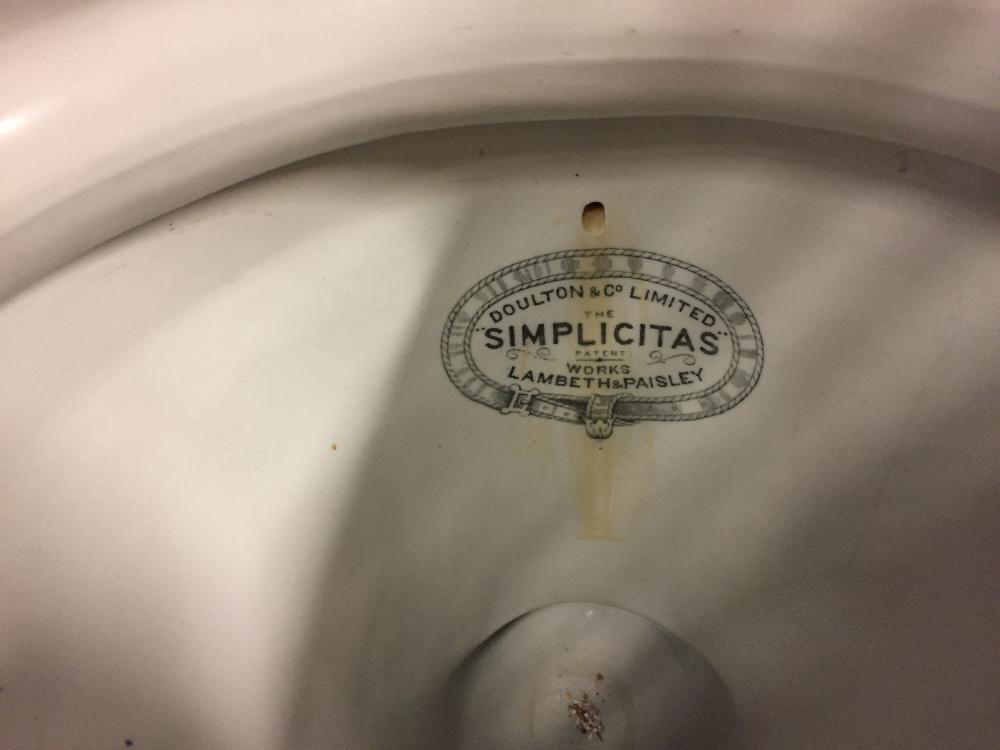 DOULTON & Co LIMITED
THE
"SIMPLICITAS"
PATENT
WORKS
LAMBETH & PAISLEY